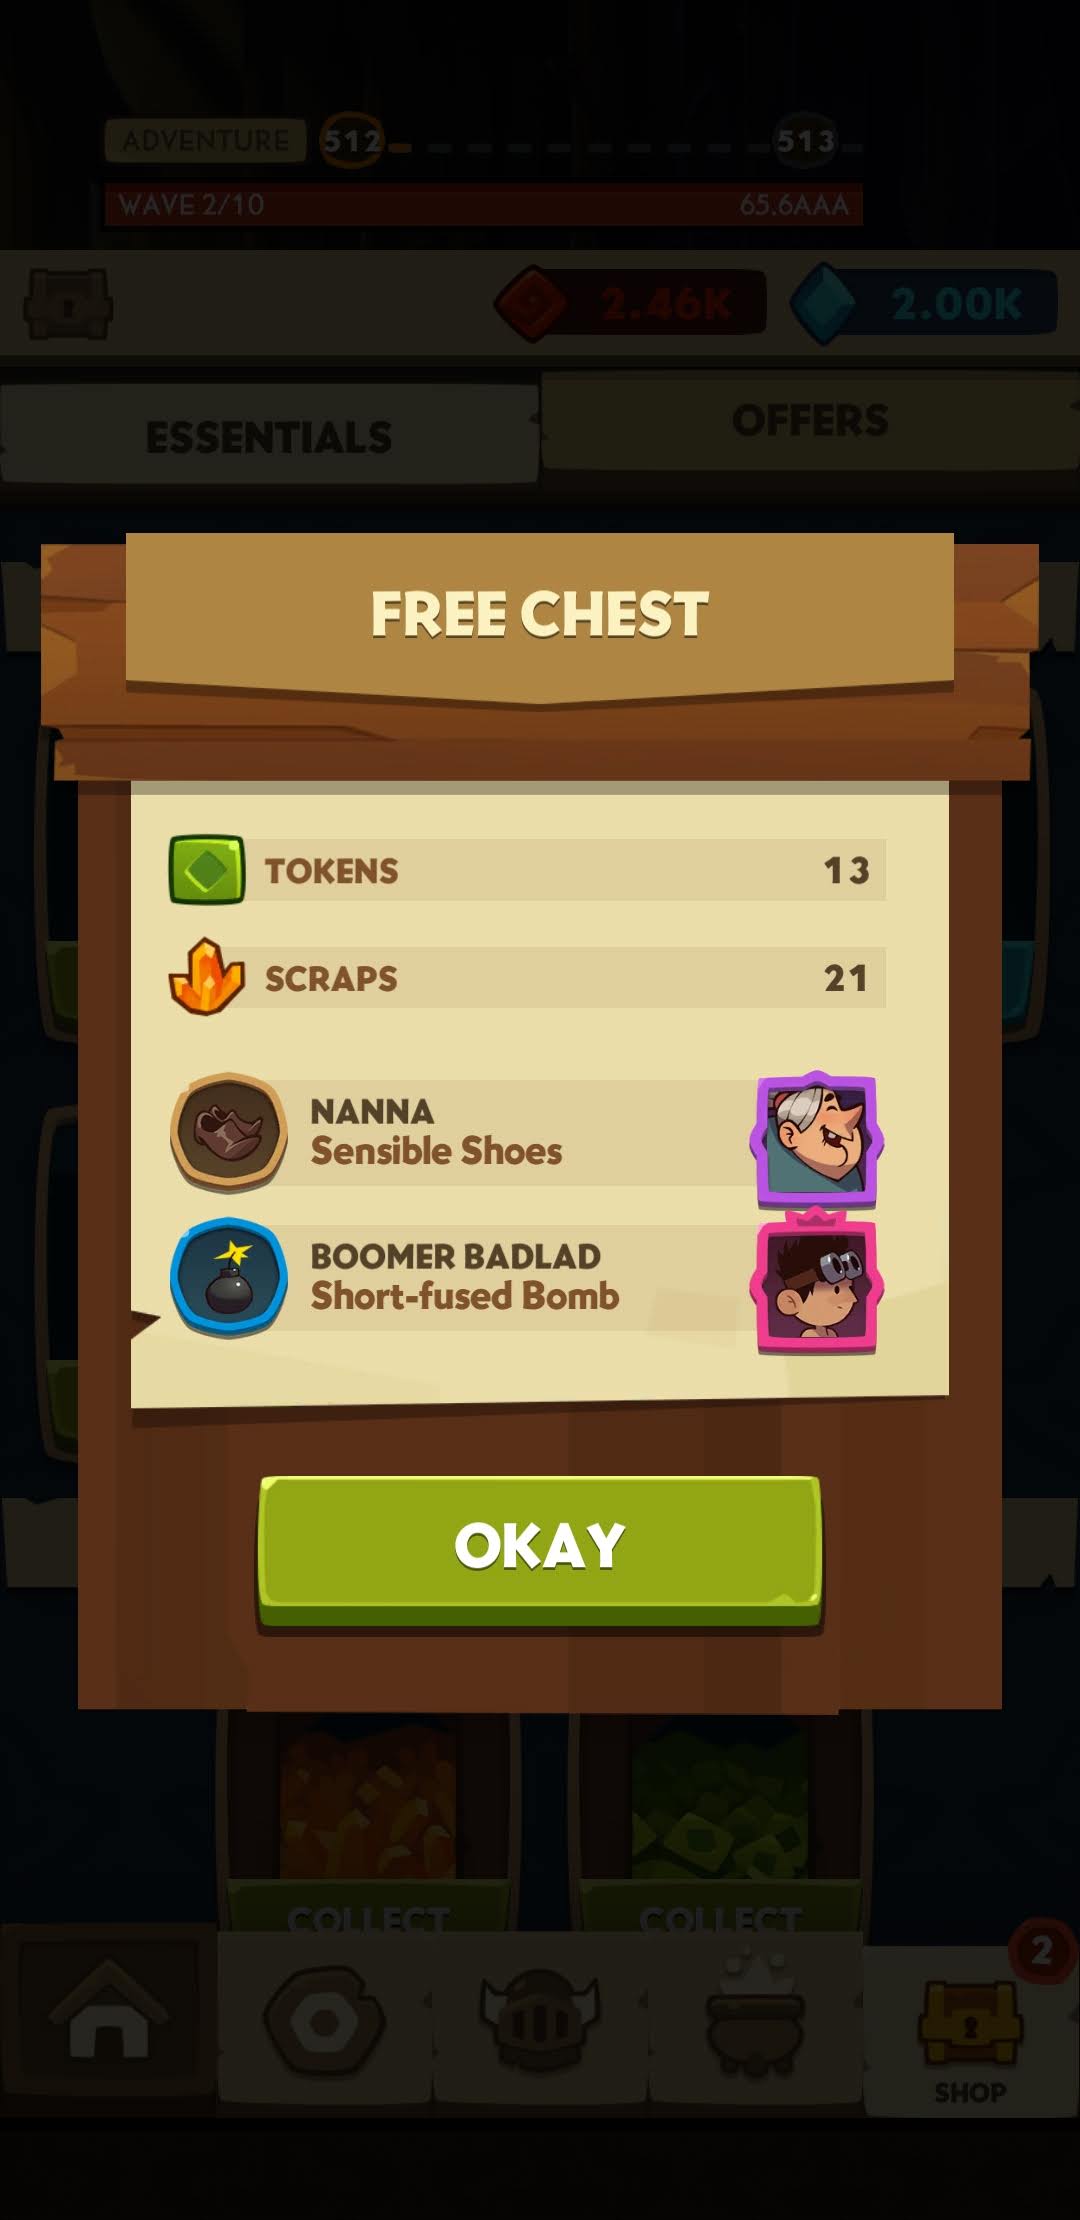 ADVENTURE 512 513
WAVE 2/10 65.6AAA
2.46K 2.00K
ESSENTIALS OFFERS
FREE CHEST
TOKENS 13
SCRAPS 21
NANNA
Sensible Shoes
BOOMER BADLAD
Short-fused Bomb
OKAY
COLLECT COLLECT
2
SHOP